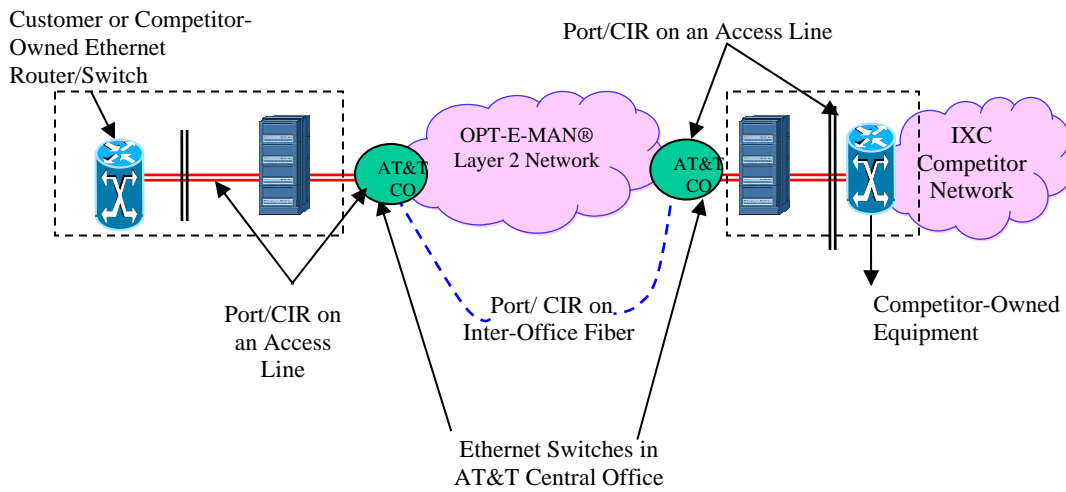 Customer or Competitor-
Owned Ethernet
Router/Switch
Port/CIR on an Access Line
OPT-E-MAN®
Layer 2 Network
AT&T
CO
AT&T
CO
IXC
Competitor
Network
Port/CIR on
an Access
Line
Port/ CIR on
Inter-Office Fiber
Competitor-Owned
Equipment
Ethernet Switches in
AT&T Central Office